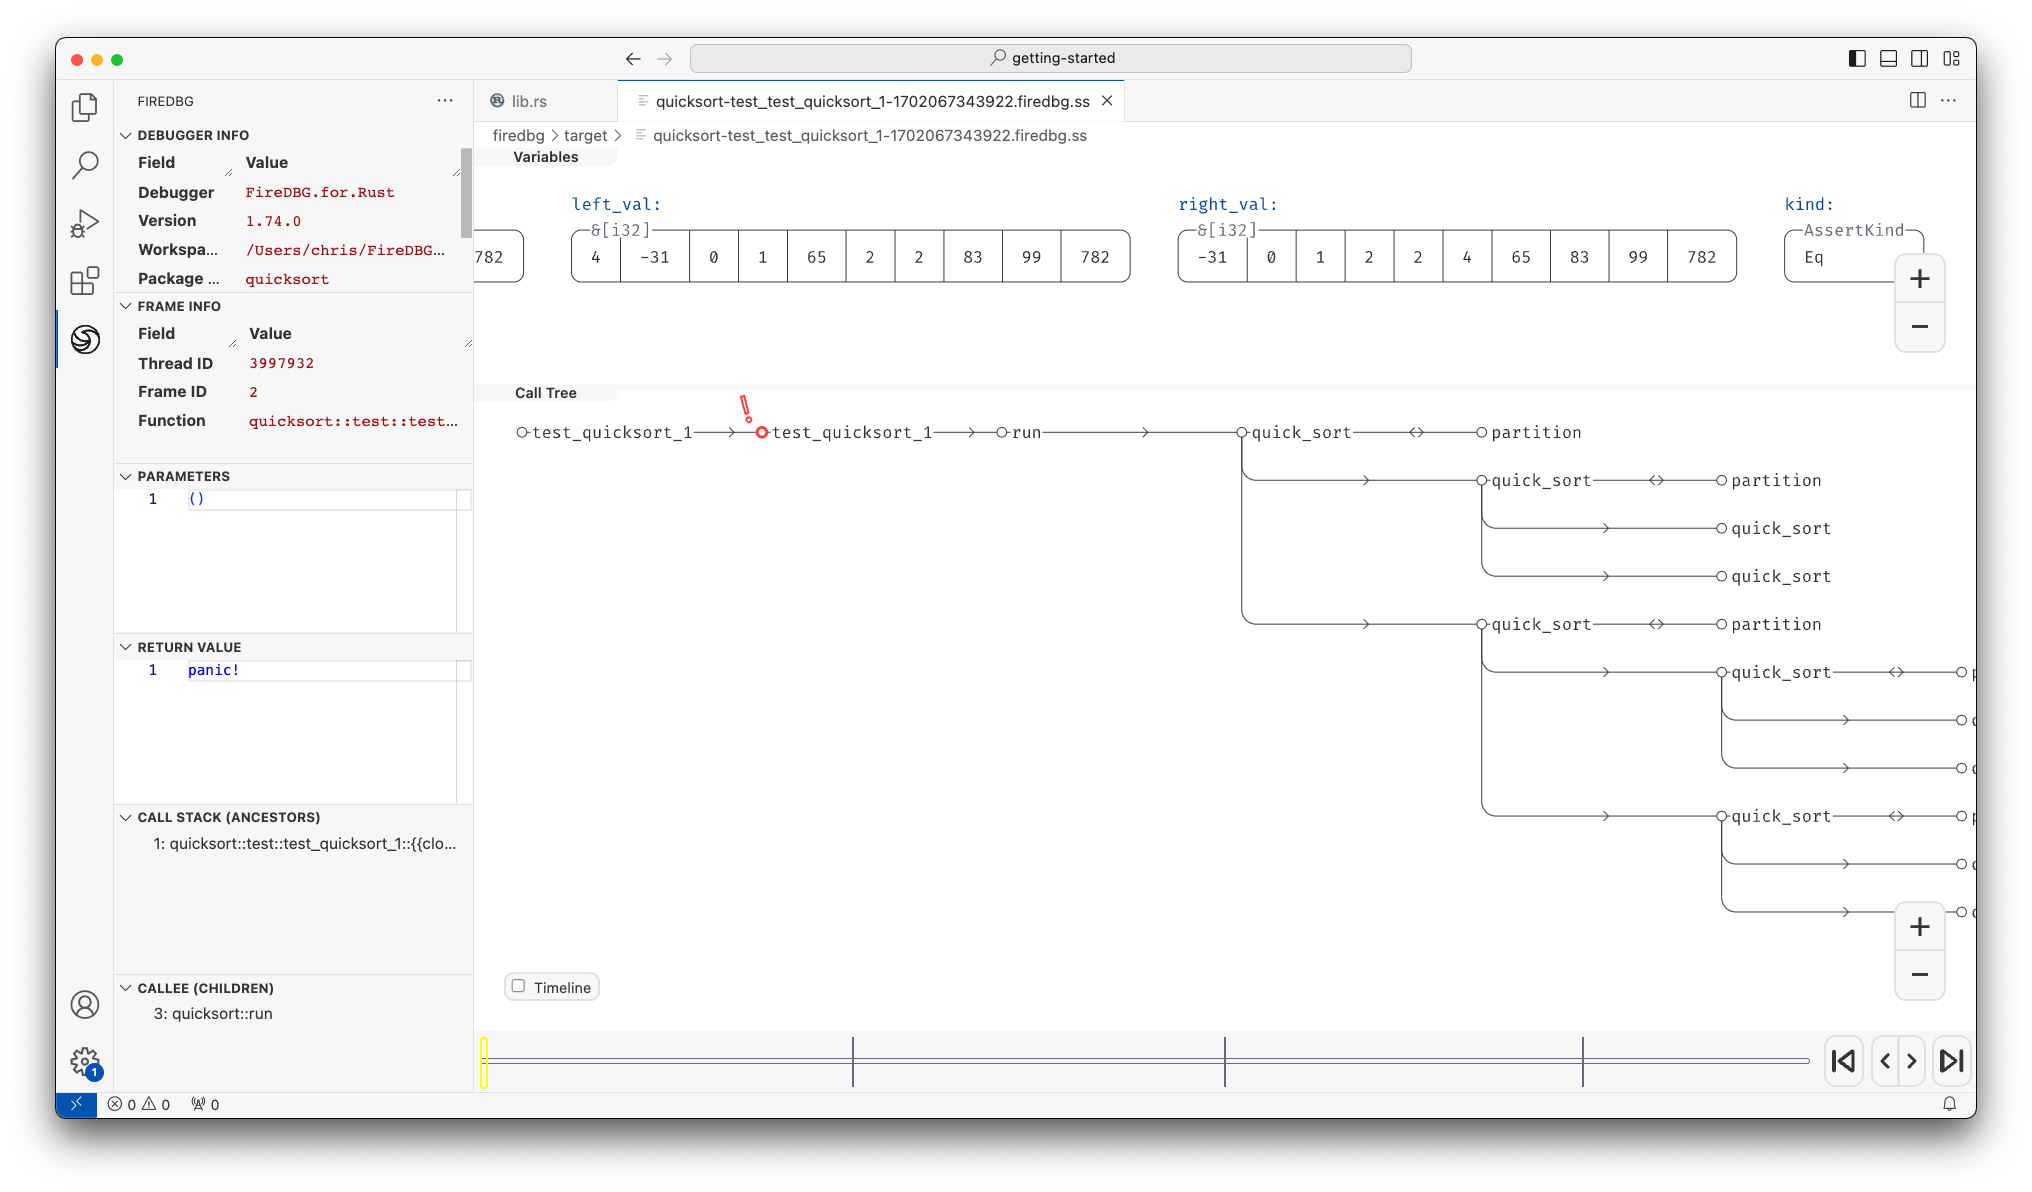 getting-started
FIREDBG
lib.rs
quicksort-test_test_quicksort_1-1702067343922.firedbg.ss
firedbg > target > quicksort-test_test_quicksort_1-1702067343922.firedbg.ss
DEBUGGER INFO
Field Value
Debugger FireDBG.for.Rust
Version 1.74.0
Workspa... /Users/chris/FireDBG...
Package ... quicksort
FRAME INFO
Field Value
Thread ID 3997932
Frame ID 2
Function quicksort::test::test...
PARAMETERS
1 ()
RETURN VALUE
1 panic!
CALL STACK (ANCESTORS)
1: quicksort::test::test_quicksort_1::{{clo...
CALLEE (CHILDREN)
3: quicksort::run
Variables
782
left_val:
&[i32]
4 -31 0 1 65 2 2 83 99 782
right_val:
&[i32]
-31 0 1 2 2 4 65 83 99 782
kind:
AssertKind
Eq
+
−
Call Tree
test_quicksort_1 test_quicksort_1 run quick_sort partition
quick_sort partition
quick_sort
quick_sort
quick_sort partition
quick_sort
quick_sort
+
−
Timeline
1
0 0 0